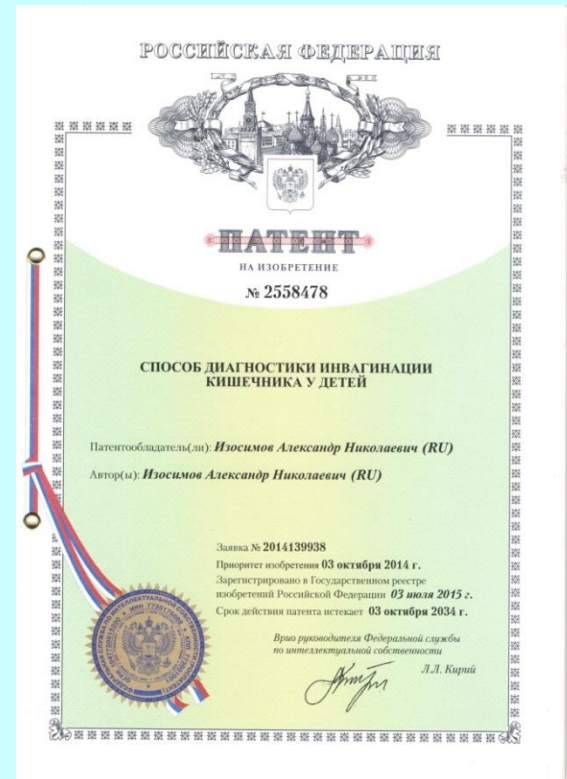 РОССИЙСКАЯ ФЕДЕРАЦИЯ
ПАТЕНТ
НА ИЗОБРЕТЕНИЕ
№ 2558478
СПОСОБ ДИАГНОСТИКИ ИНВАГИНАЦИИ
КИШЕЧНИКА У ДЕТЕЙ
Патентообладатель(ли): Изосимов Александр Николаевич (RU)
Автор(ы): Изосимов Александр Николаевич (RU)
Заявка № 2014139938
Приоритет изобретения 03 октября 2014 г.
Зарегистрировано в Государственном реестре
изобретений Российской Федерации 03 июля 2015 г.
Срок действия патента истекает 03 октября 2034 г.
Врио руководителя Федеральной службы
по интеллектуальной собственности
Л.Л. Кирий